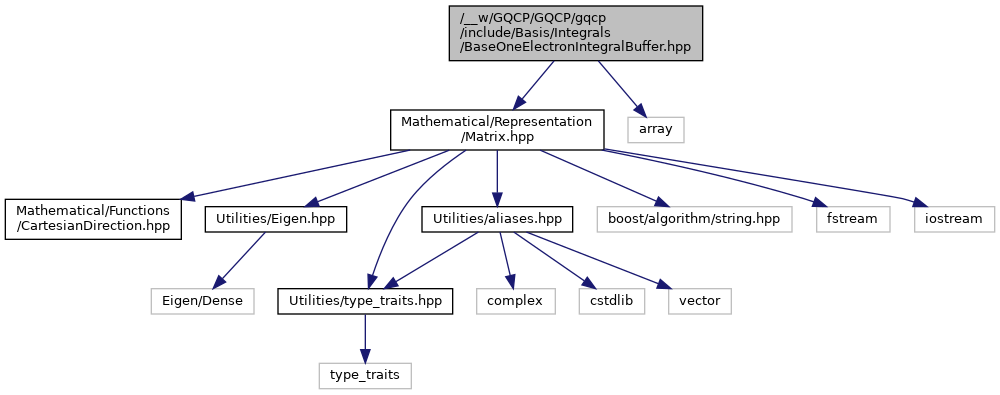 /__w/GQCP/GQCP/gqcp
/include/Basis/Integrals
/BaseOneElectronIntegralBuffer.hpp
Mathematical/Representation
/Matrix.hpp
array
Mathematical/Functions
/CartesianDirection.hpp
Utilities/Eigen.hpp
Utilities/aliases.hpp
boost/algorithm/string.hpp
fstream
iostream
Eigen/Dense
Utilities/type_traits.hpp
complex
cstdlib
vector
type_traits